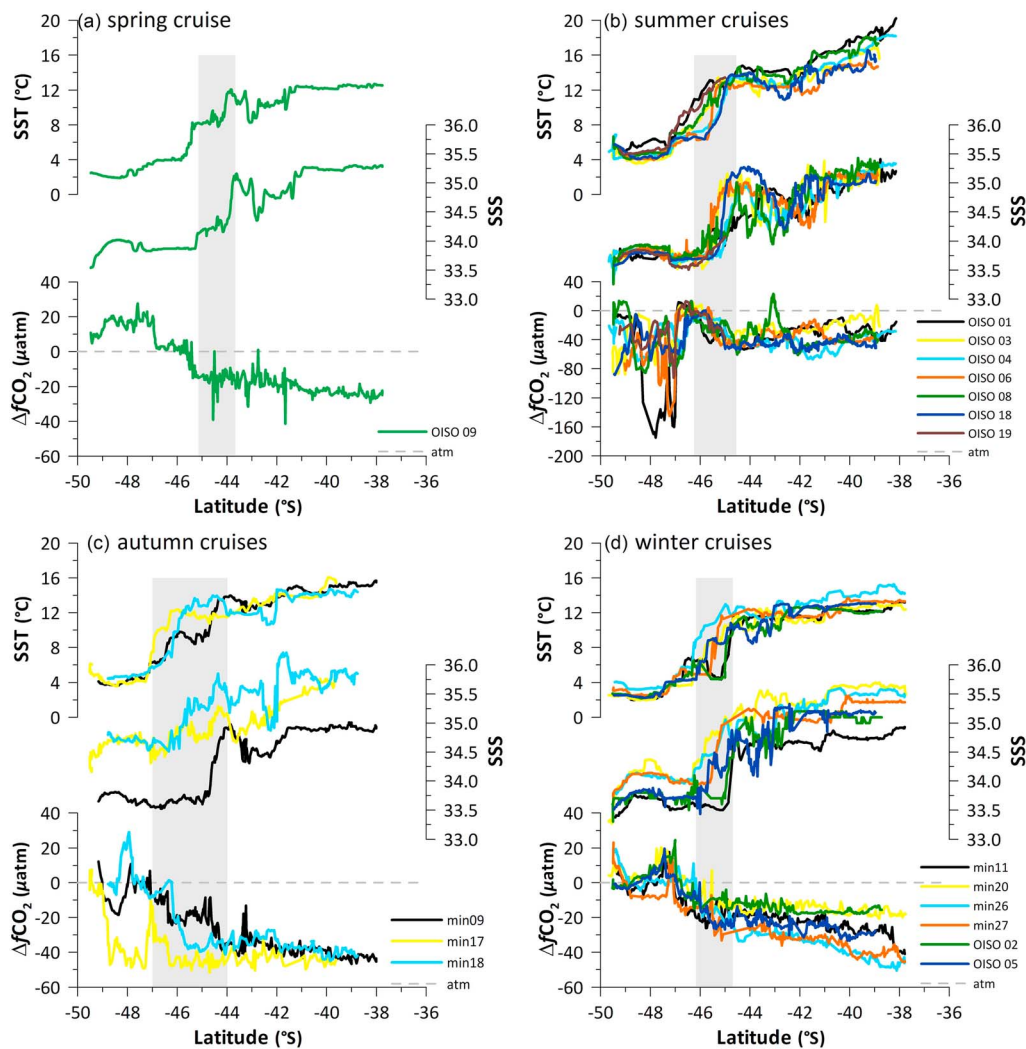 (a) spring cruise
20
16
12
8
4
0
SST (°C)
36.0
35.5
35.0
34.5
34.0
33.5
33.0
SSS
40
20
0
-20
-40
-60
ΔfCO₂ (µatm)
OISO 09
atm
-50 -48 -46 -44 -42 -40 -38 -36
Latitude (°S)
(b) summer cruises
20
16
12
8
4
0
SST (°C)
36.0
35.5
35.0
34.5
34.0
33.5
33.0
SSS
40
0
-40
-80
-120
-160
-200
ΔfCO₂ (µatm)
OISO 01
OISO 03
OISO 04
OISO 06
OISO 08
OISO 18
OISO 19
atm
-50 -48 -46 -44 -42 -40 -38 -36
Latitude (°S)
(c) autumn cruises
20
16
12
8
4
0
SST (°C)
36.0
35.5
35.0
34.5
34.0
33.5
33.0
SSS
40
20
0
-20
-40
-60
ΔfCO₂ (µatm)
min09
min17
min18
atm
-50 -48 -46 -44 -42 -40 -38 -36
Latitude (°S)
(d) winter cruises
20
16
12
8
4
0
SST (°C)
36.0
35.5
35.0
34.5
34.0
33.5
33.0
SSS
40
20
0
-20
-40
-60
ΔfCO₂ (µatm)
min11
min20
min26
min27
OISO 02
OISO 05
atm
-50 -48 -46 -44 -42 -40 -38 -36
Latitude (°S)